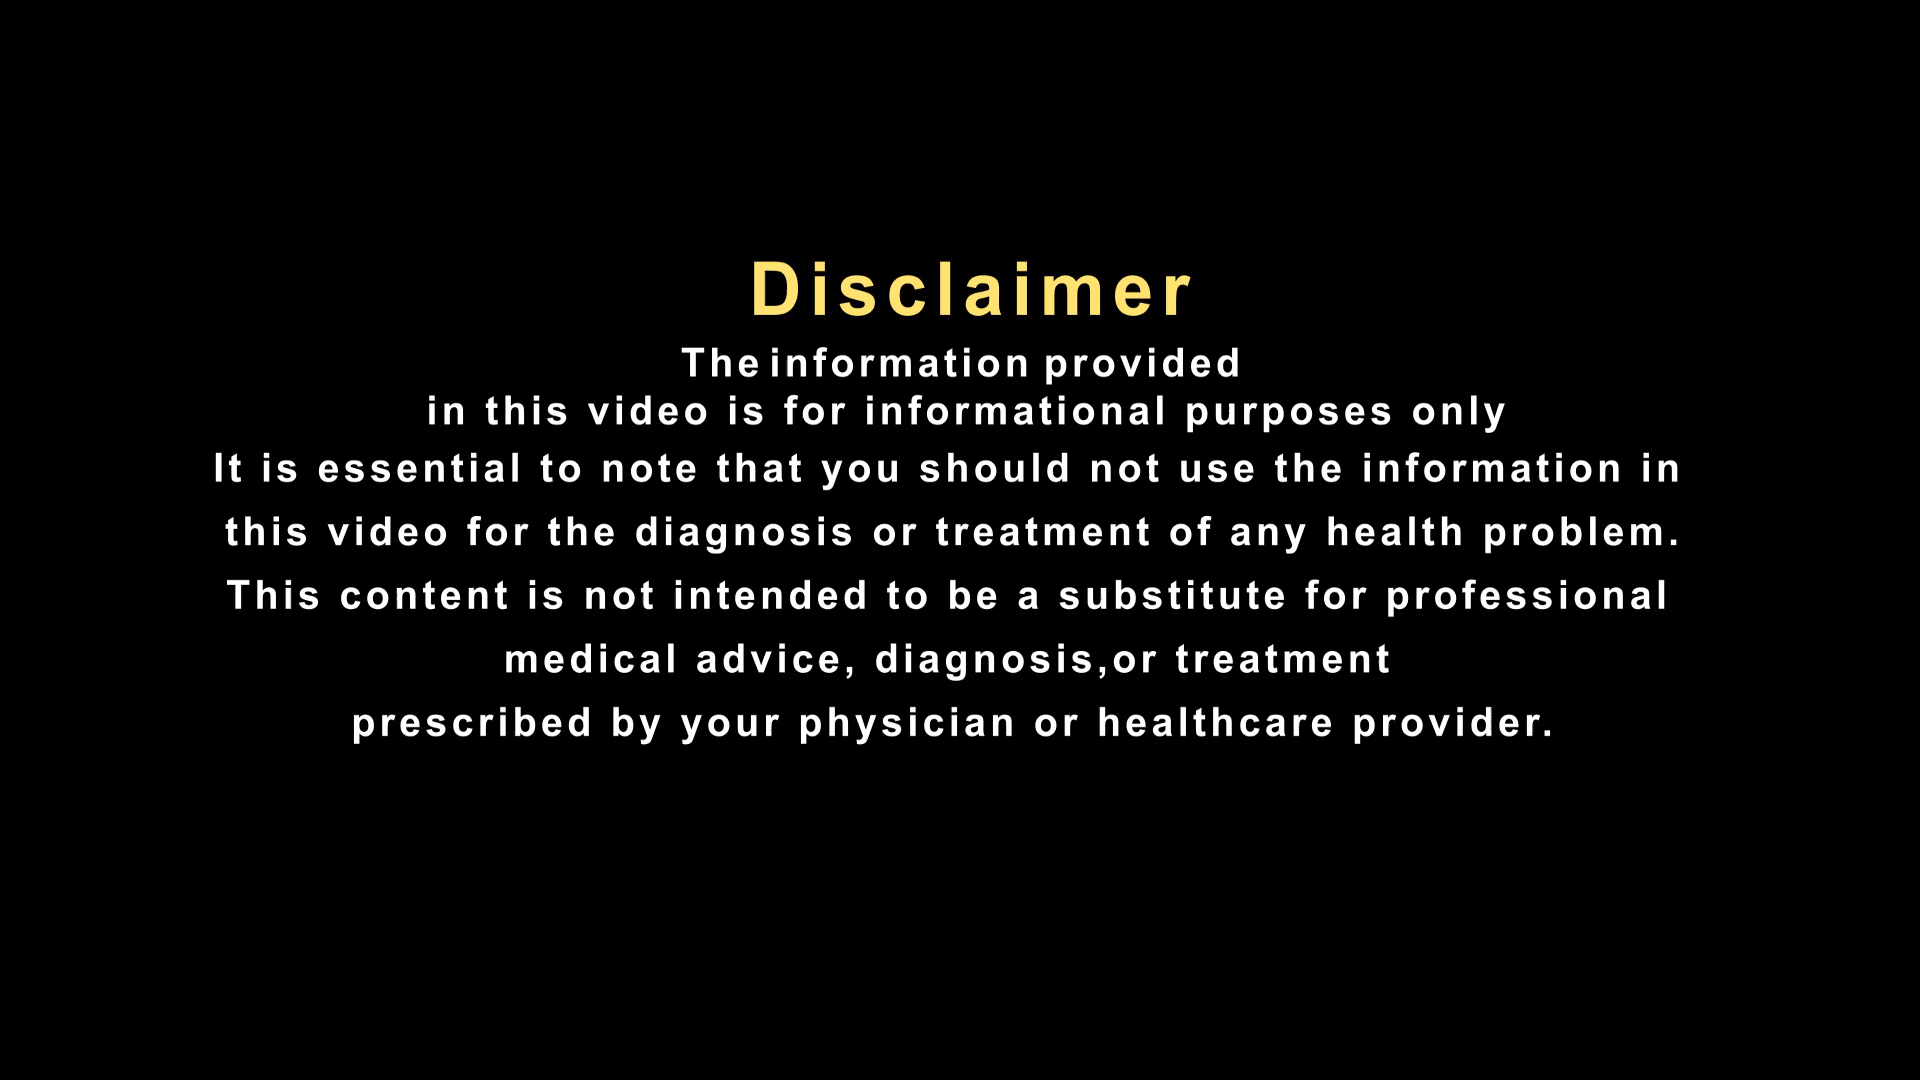 Disclaimer
The information provided
in this video is for informational purposes only
It is essential to note that you should not use the information in
this video for the diagnosis or treatment of any health problem.
This content is not intended to be a substitute for professional
medical advice, diagnosis,or treatment
prescribed by your physician or healthcare provider.